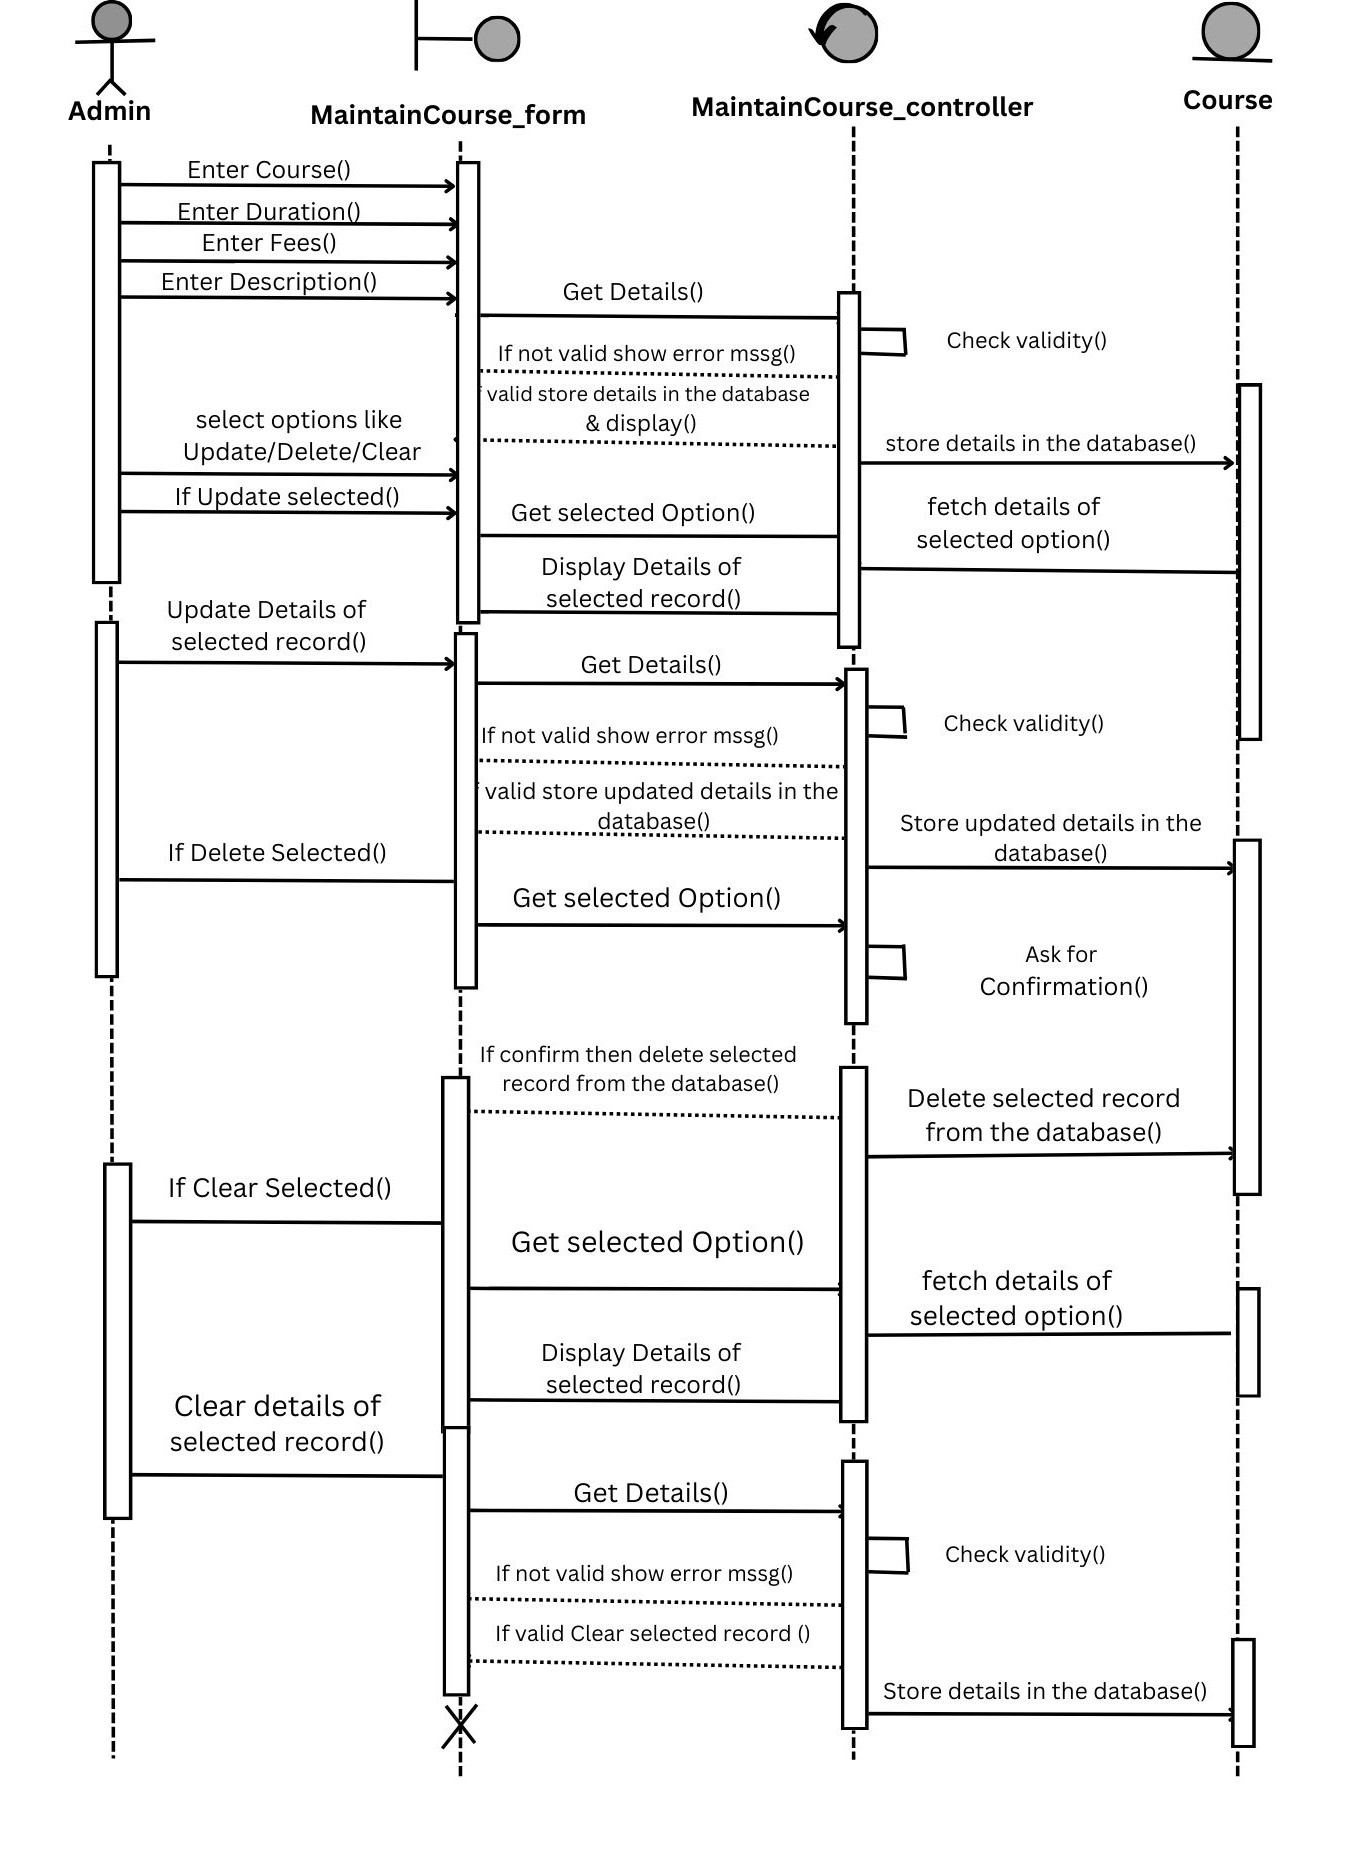 Admin
MaintainCourse_form
MaintainCourse_controller
Course
Enter Course()
Enter Duration()
Enter Fees()
Enter Description()
Get Details()
Check validity()
If not valid show error mssg()
valid store details in the database
& display()
select options like
Update/Delete/Clear
store details in the database()
If Update selected()
Get selected Option()
fetch details of
selected option()
Display Details of
selected record()
Update Details of
selected record()
Get Details()
Check validity()
If not valid show error mssg()
valid store updated details in the
database()
Store updated details in the
database()
If Delete Selected()
Get selected Option()
Ask for
Confirmation()
If confirm then delete selected
record from the database()
Delete selected record
from the database()
If Clear Selected()
Get selected Option()
fetch details of
selected option()
Display Details of
selected record()
Clear details of
selected record()
Get Details()
Check validity()
If not valid show error mssg()
If valid Clear selected record ()
Store details in the database()